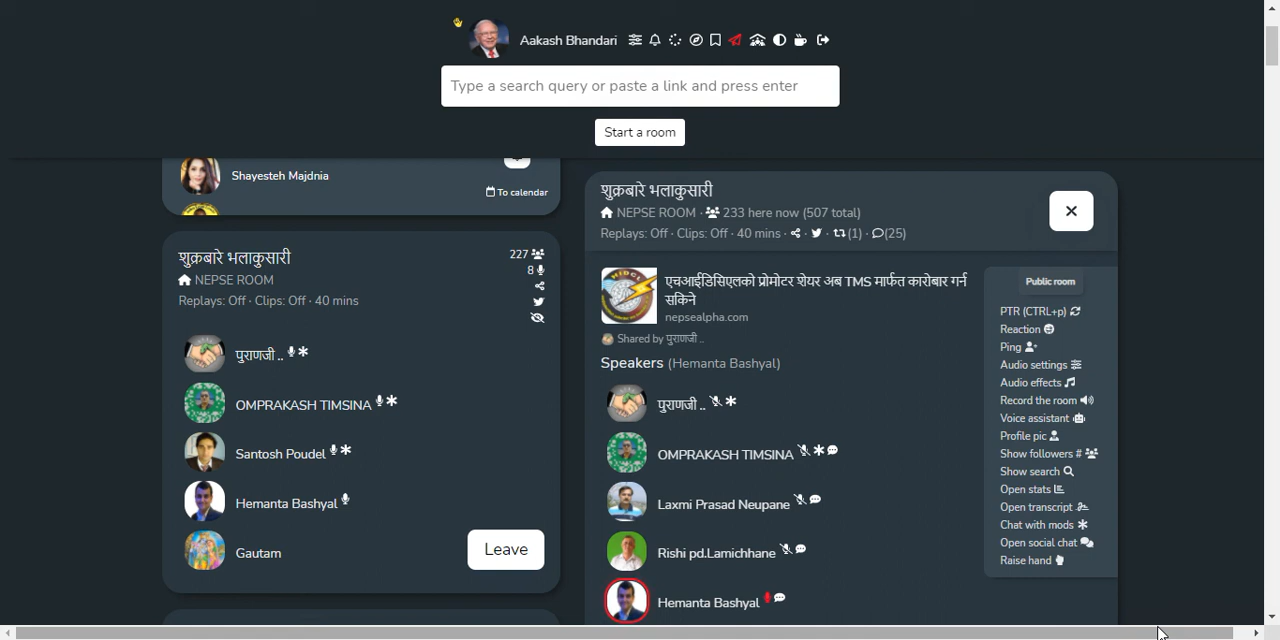 Aakash Bhandari
Type a search query or paste a link and press enter
Start a room
Shayesteh Majdnia
To calendar
शुक्रबारे भलाकुसारी
227
NEPSE ROOM
8
Replays: Off · Clips: Off · 40 mins
पुराणजी ..
OMPRAKASH TIMSINA
Santosh Poudel
Hemanta Bashyal
Gautam
Leave
शुक्रबारे भलाकुसारी
NEPSE ROOM · 233 here now (507 total)
Replays: Off · Clips: Off · 40 mins · · · (1) · (25)
एचआईडिसिएलको प्रोमोटर शेयर अब TMS मार्फत कारोबार गर्न
सकिने
nepsealpha.com
Shared by पुराणजी ..
Speakers (Hemanta Bashyal)
पुराणजी ..
OMPRAKASH TIMSINA
Laxmi Prasad Neupane
Rishi pd.Lamichhane
Hemanta Bashyal
Public room
PTR (CTRL+p)
Reaction
Ping
Audio settings
Audio effects
Record the room
Voice assistant
Profile pic
Show followers #
Show search
Open stats
Open transcript
Chat with mods
Open social chat
Raise hand